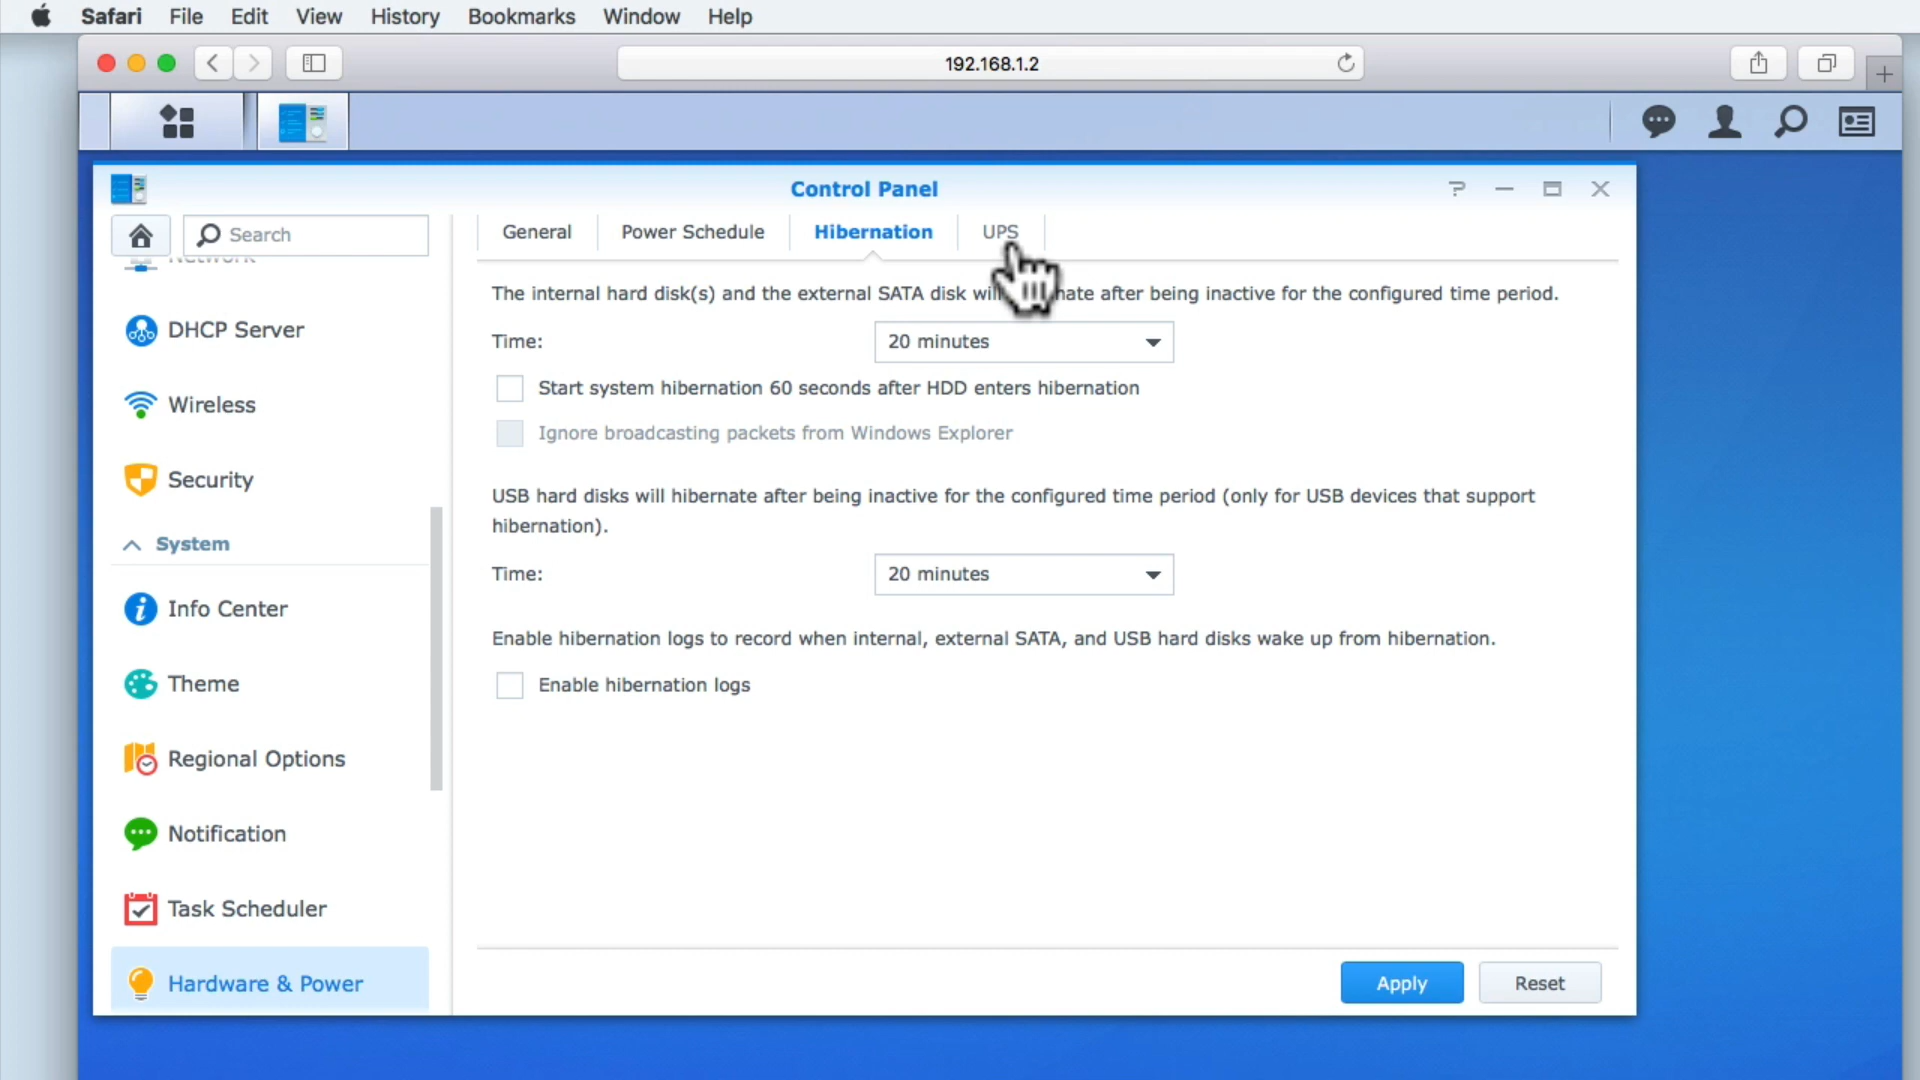 Safari File Edit View History Bookmarks Window Help
192.168.1.2
Control Panel
Search
General Power Schedule Hibernation UPS
Network
DHCP Server
Wireless
Security
System
Info Center
Theme
Regional Options
Notification
Task Scheduler
Hardware & Power
The internal hard disk(s) and the external SATA disk will nate after being inactive for the configured time period.
Time: 20 minutes
Start system hibernation 60 seconds after HDD enters hibernation
Ignore broadcasting packets from Windows Explorer
USB hard disks will hibernate after being inactive for the configured time period (only for USB devices that support
hibernation).
Time: 20 minutes
Enable hibernation logs to record when internal, external SATA, and USB hard disks wake up from hibernation.
Enable hibernation logs
Apply Reset